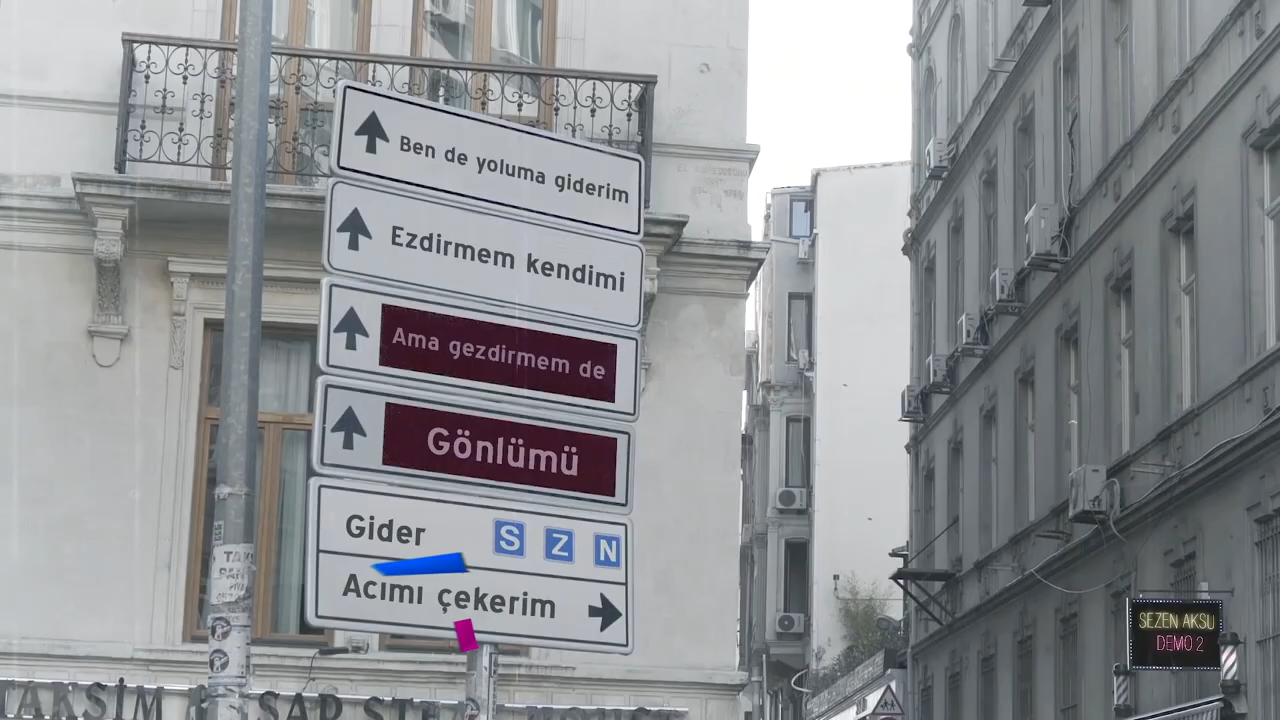 Ben de yoluma giderim
Ezdirmem kendimi
Ama gezdirmem de
Gönlümü
Gider
S Z N
Acımı çekerim
SEZEN AKSU
DEMO 2
TAKSİM